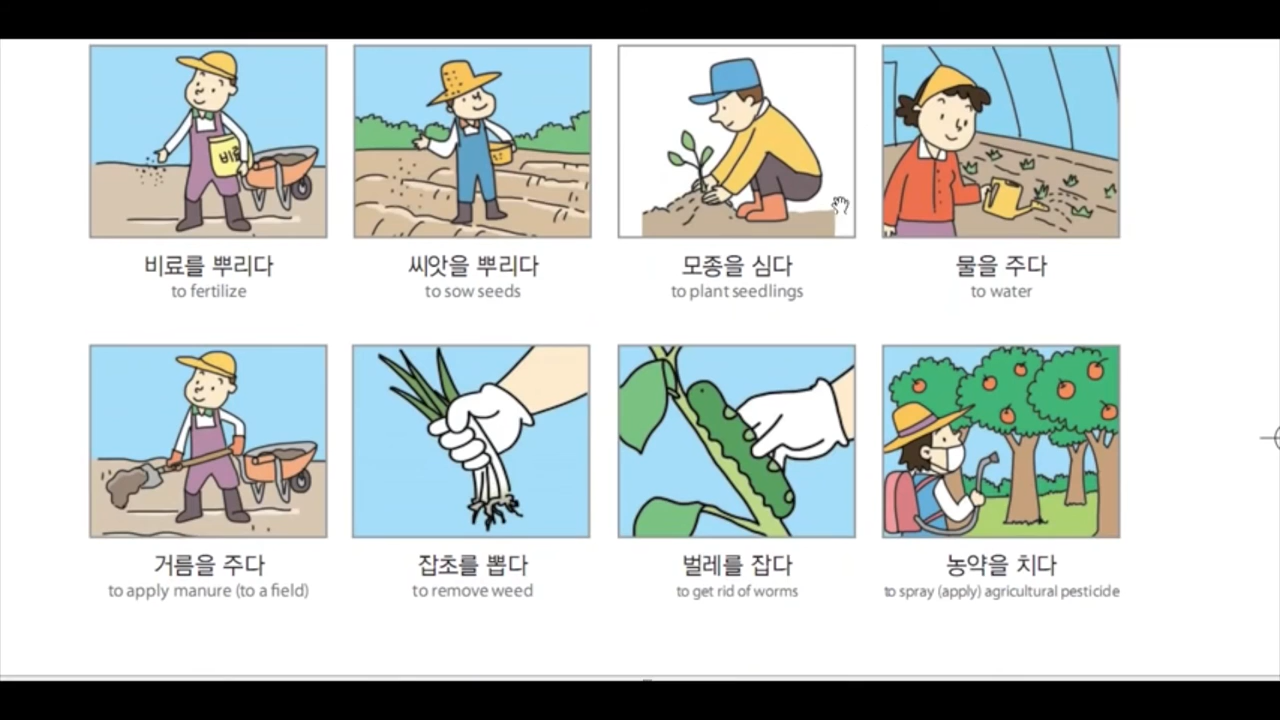 비료
비료를 뿌리다
to fertilize
씨앗을 뿌리다
to sow seeds
모종을 심다
to plant seedlings
물을 주다
to water
거름을 주다
to apply manure (to a field)
잡초를 뽑다
to remove weed
벌레를 잡다
to get rid of worms
농약을 치다
to spray (apply) agricultural pesticide